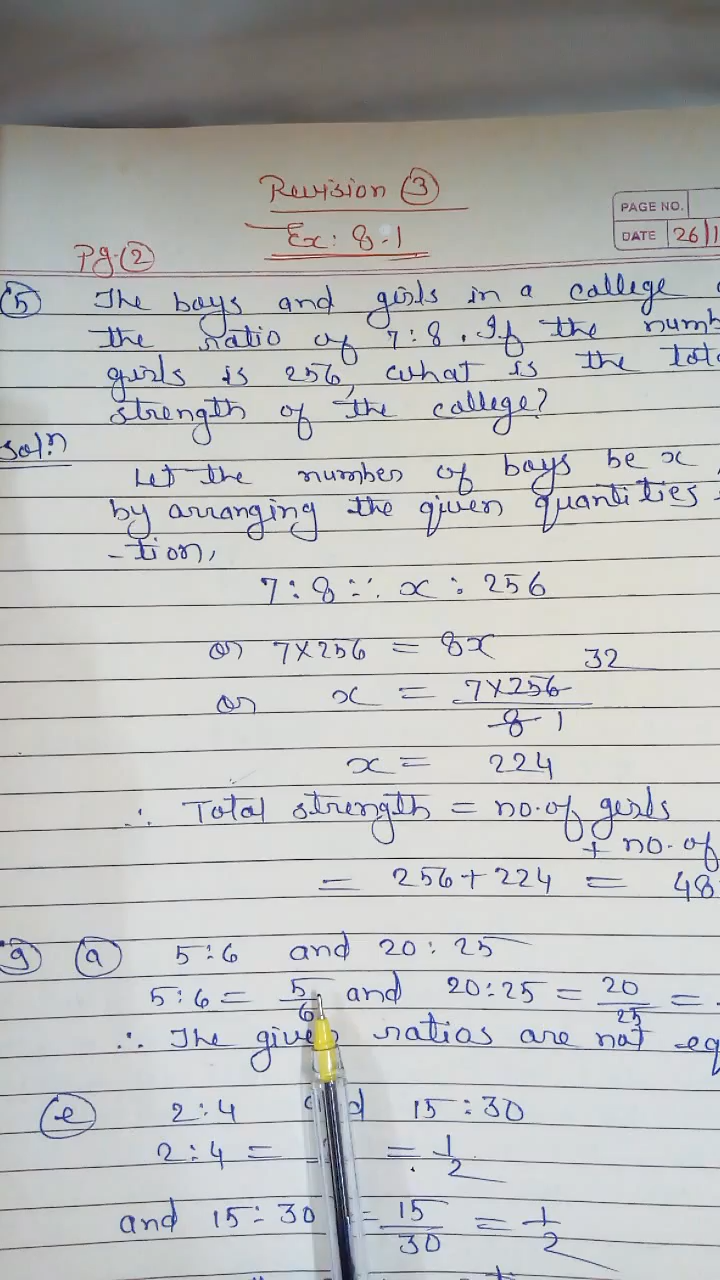 Revision ③
PAGE NO.
Ex: 8.1
DATE 26/1
Pg.②
⑤ The boys and girls in a college
the ratio of 7:8. If the numb
girls is 256, what is the tot
strength of the college?
Sol.n
Let the number of boys be x,
by arranging the given quantities
-tion,
7:8 :: x : 256
or 7×256 = 8x
32
or x = 7×256
8 1
x = 224
∴ Total strength = no. of girls
+ no. of
= 256 + 224 = 48
9 ⓐ 5:6 and 20:25
5:6 = 5/6 and 20:25 = 20/25 =
∴ The given ratios are not eq
ⓔ 2:4 15:30
2:4 = = 1/2
and 15:30 = 15/30 = 1/2